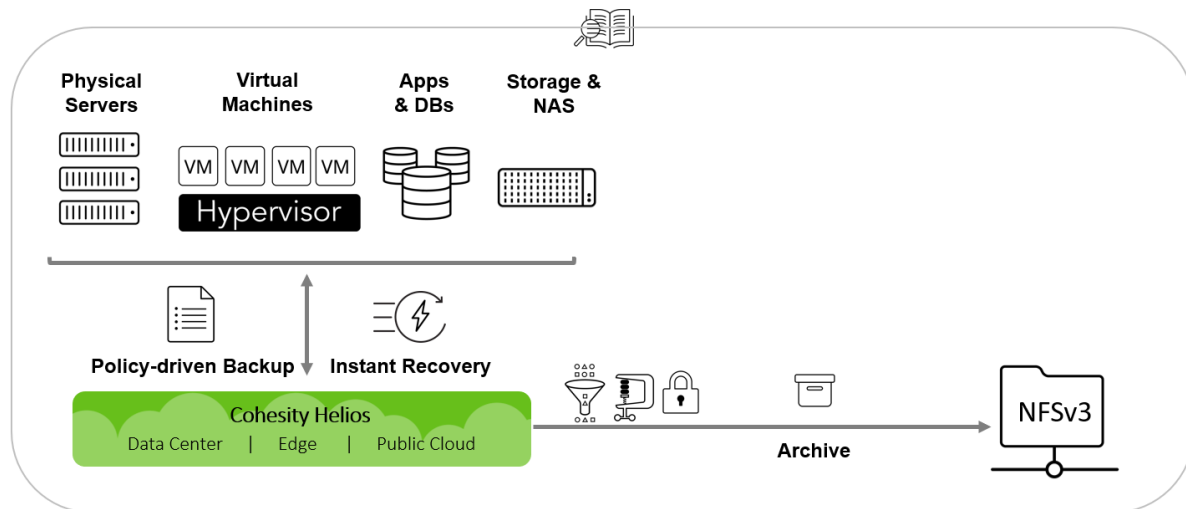 Physical
Servers
Virtual
Machines
Apps
& DBs
Storage &
NAS
VM VM VM VM
Hypervisor
Policy-driven Backup
Instant Recovery
Cohesity Helios
Data Center | Edge | Public Cloud
Archive
NFSv3